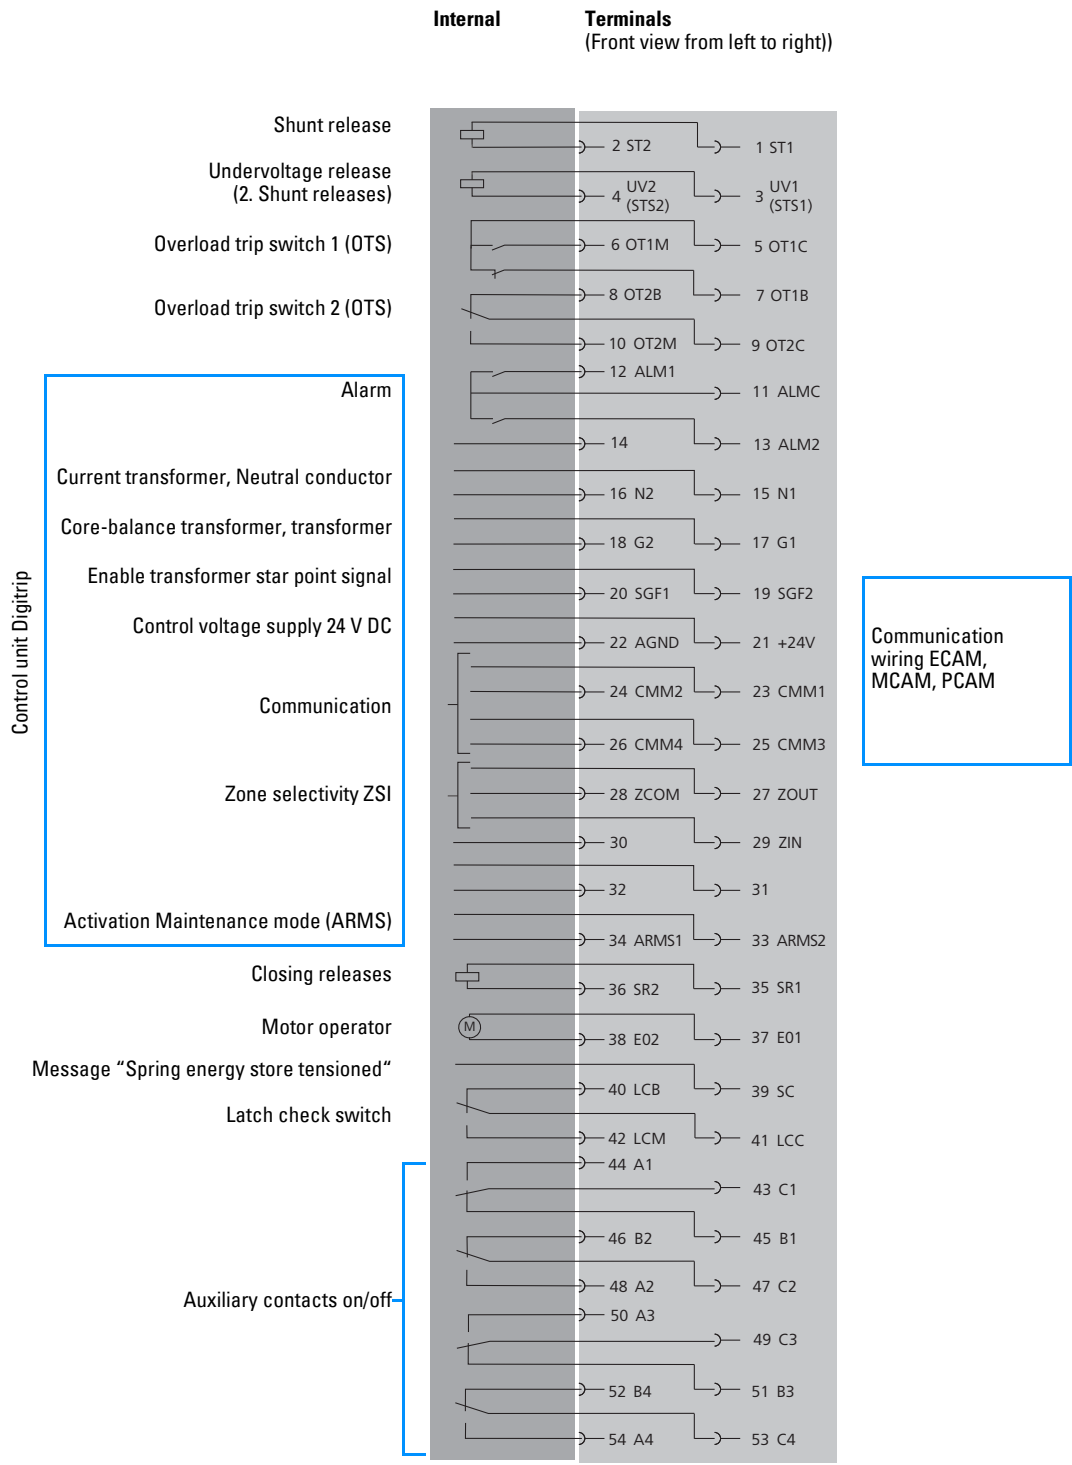 Internal
Terminals
(Front view from left to right))
Shunt release
2 ST2
1 ST1
Undervoltage release
(2. Shunt releases)
4 UV2
(STS2)
3 UV1
(STS1)
Overload trip switch 1 (OTS)
6 OT1M
5 OT1C
8 OT2B
7 OT1B
Overload trip switch 2 (OTS)
10 OT2M
9 OT2C
12 ALM1
Alarm
11 ALMC
14
13 ALM2
Current transformer, Neutral conductor
16 N2
15 N1
Core-balance transformer, transformer
18 G2
17 G1
Enable transformer star point signal
20 SGF1
19 SGF2
Control voltage supply 24 V DC
22 AGND
21 +24V
Control unit Digitrip
Communication
wiring ECAM,
MCAM, PCAM
24 CMM2
23 CMM1
Communication
26 CMM4
25 CMM3
Zone selectivity ZSI
28 ZCOM
27 ZOUT
30
29 ZIN
32
31
Activation Maintenance mode (ARMS)
34 ARMS1
33 ARMS2
Closing releases
36 SR2
35 SR1
Motor operator
M
38 E02
37 E01
Message “Spring energy store tensioned“
40 LCB
39 SC
Latch check switch
42 LCM
41 LCC
44 A1
43 C1
46 B2
45 B1
48 A2
47 C2
Auxiliary contacts on/off
50 A3
49 C3
52 B4
51 B3
54 A4
53 C4